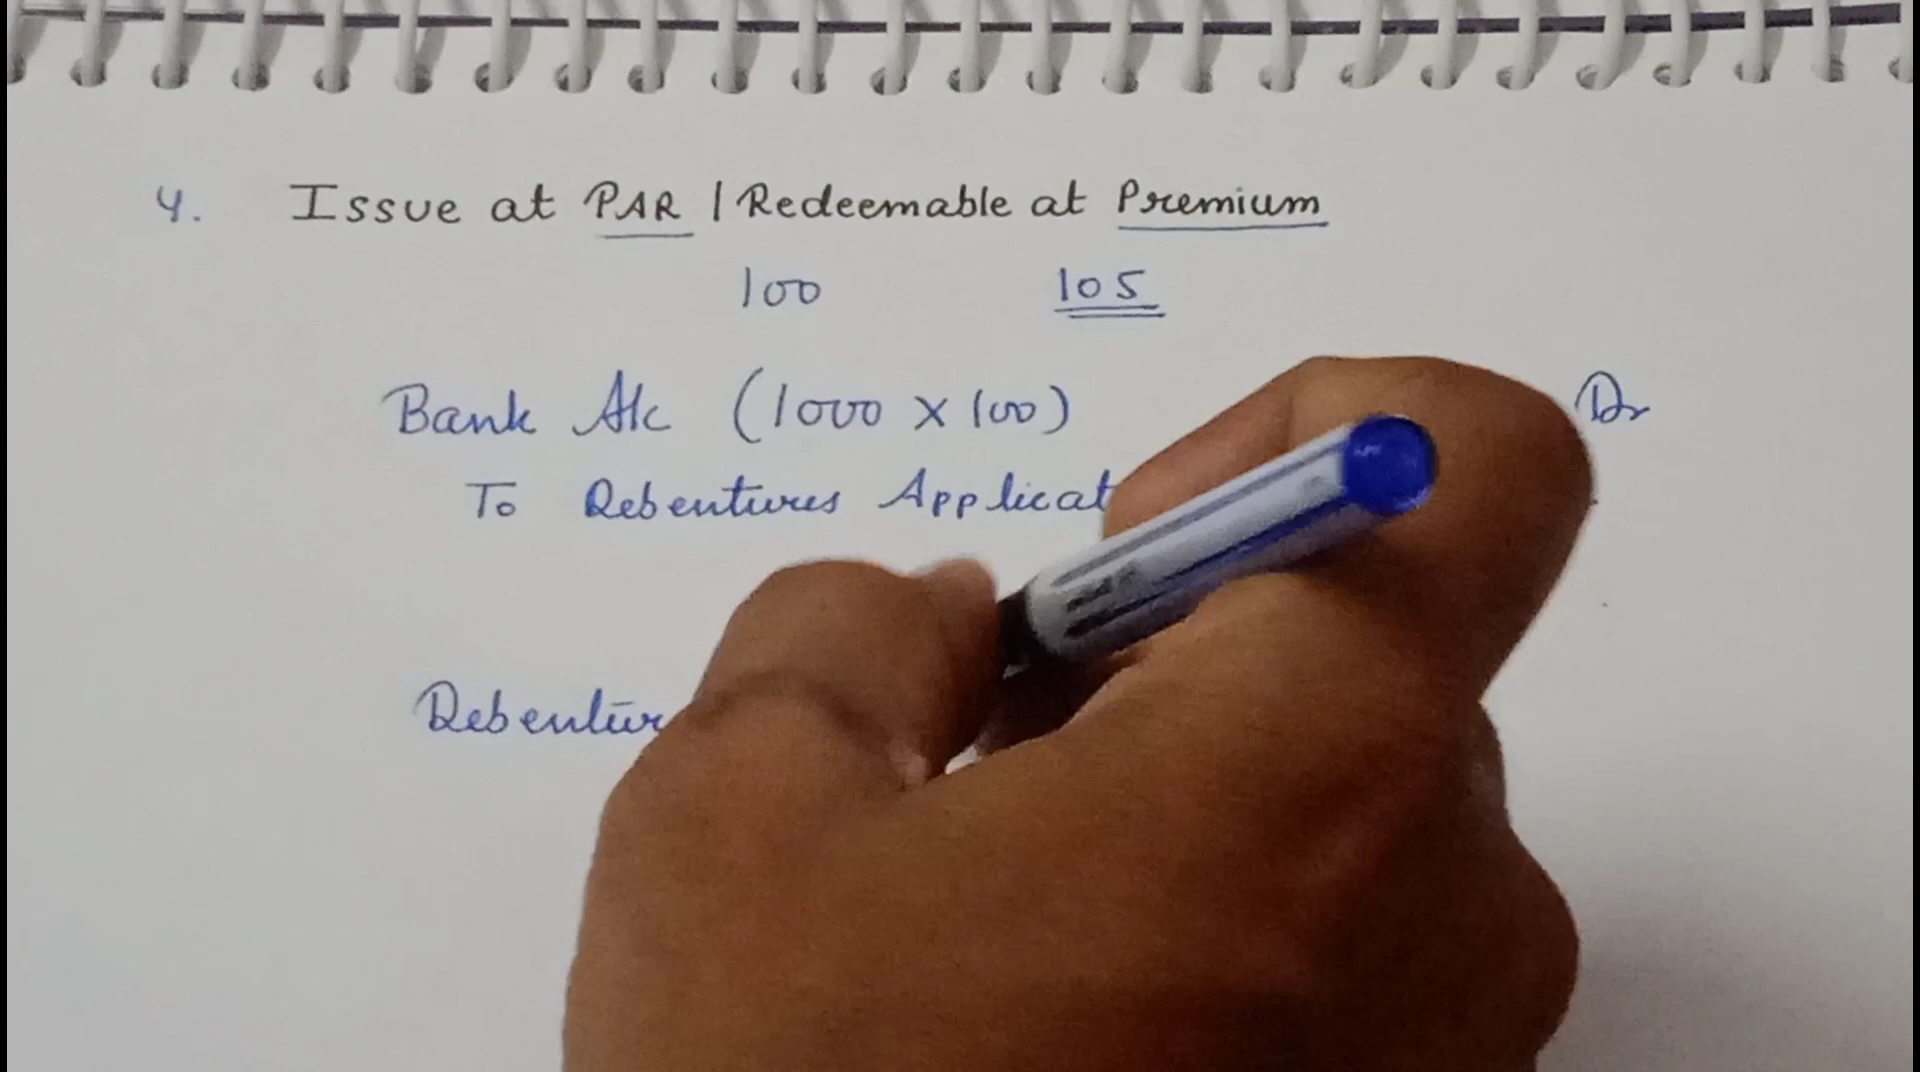 4. Issue at PAR | Redeemable at Premium
100 105
Bank A/c (1000 × 100) Dr
To Debentures Applicat
Debentur